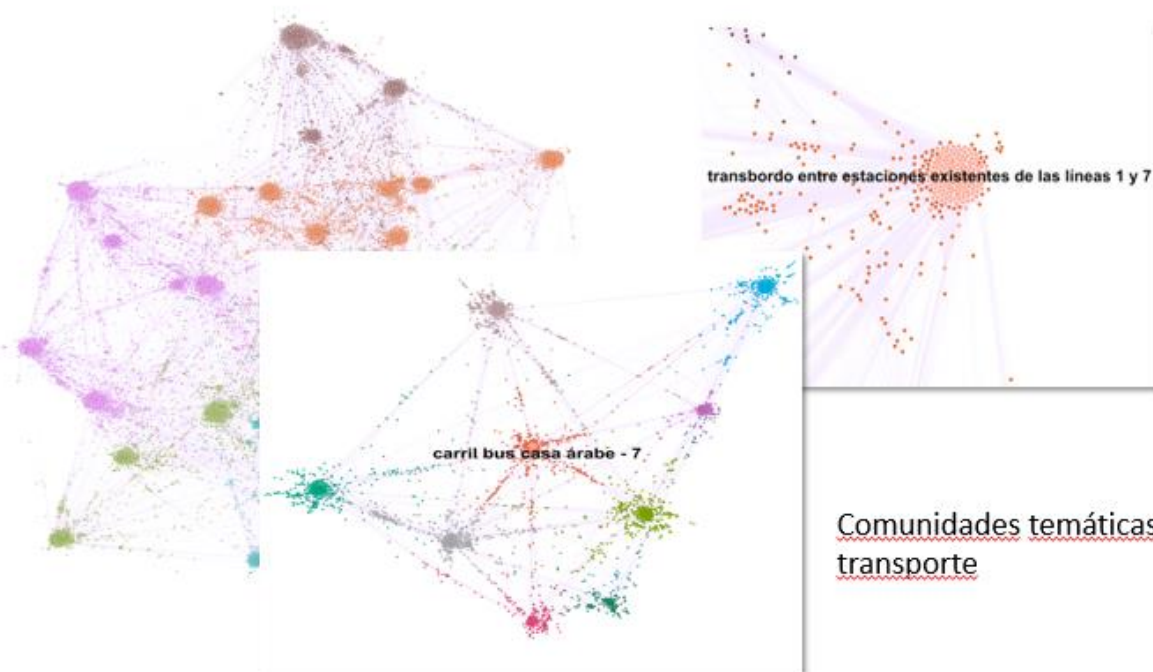 transbordo entre estaciones existentes de las líneas 1 y 7
carril bus casa árabe - 7
Comunidades temáticas
transporte